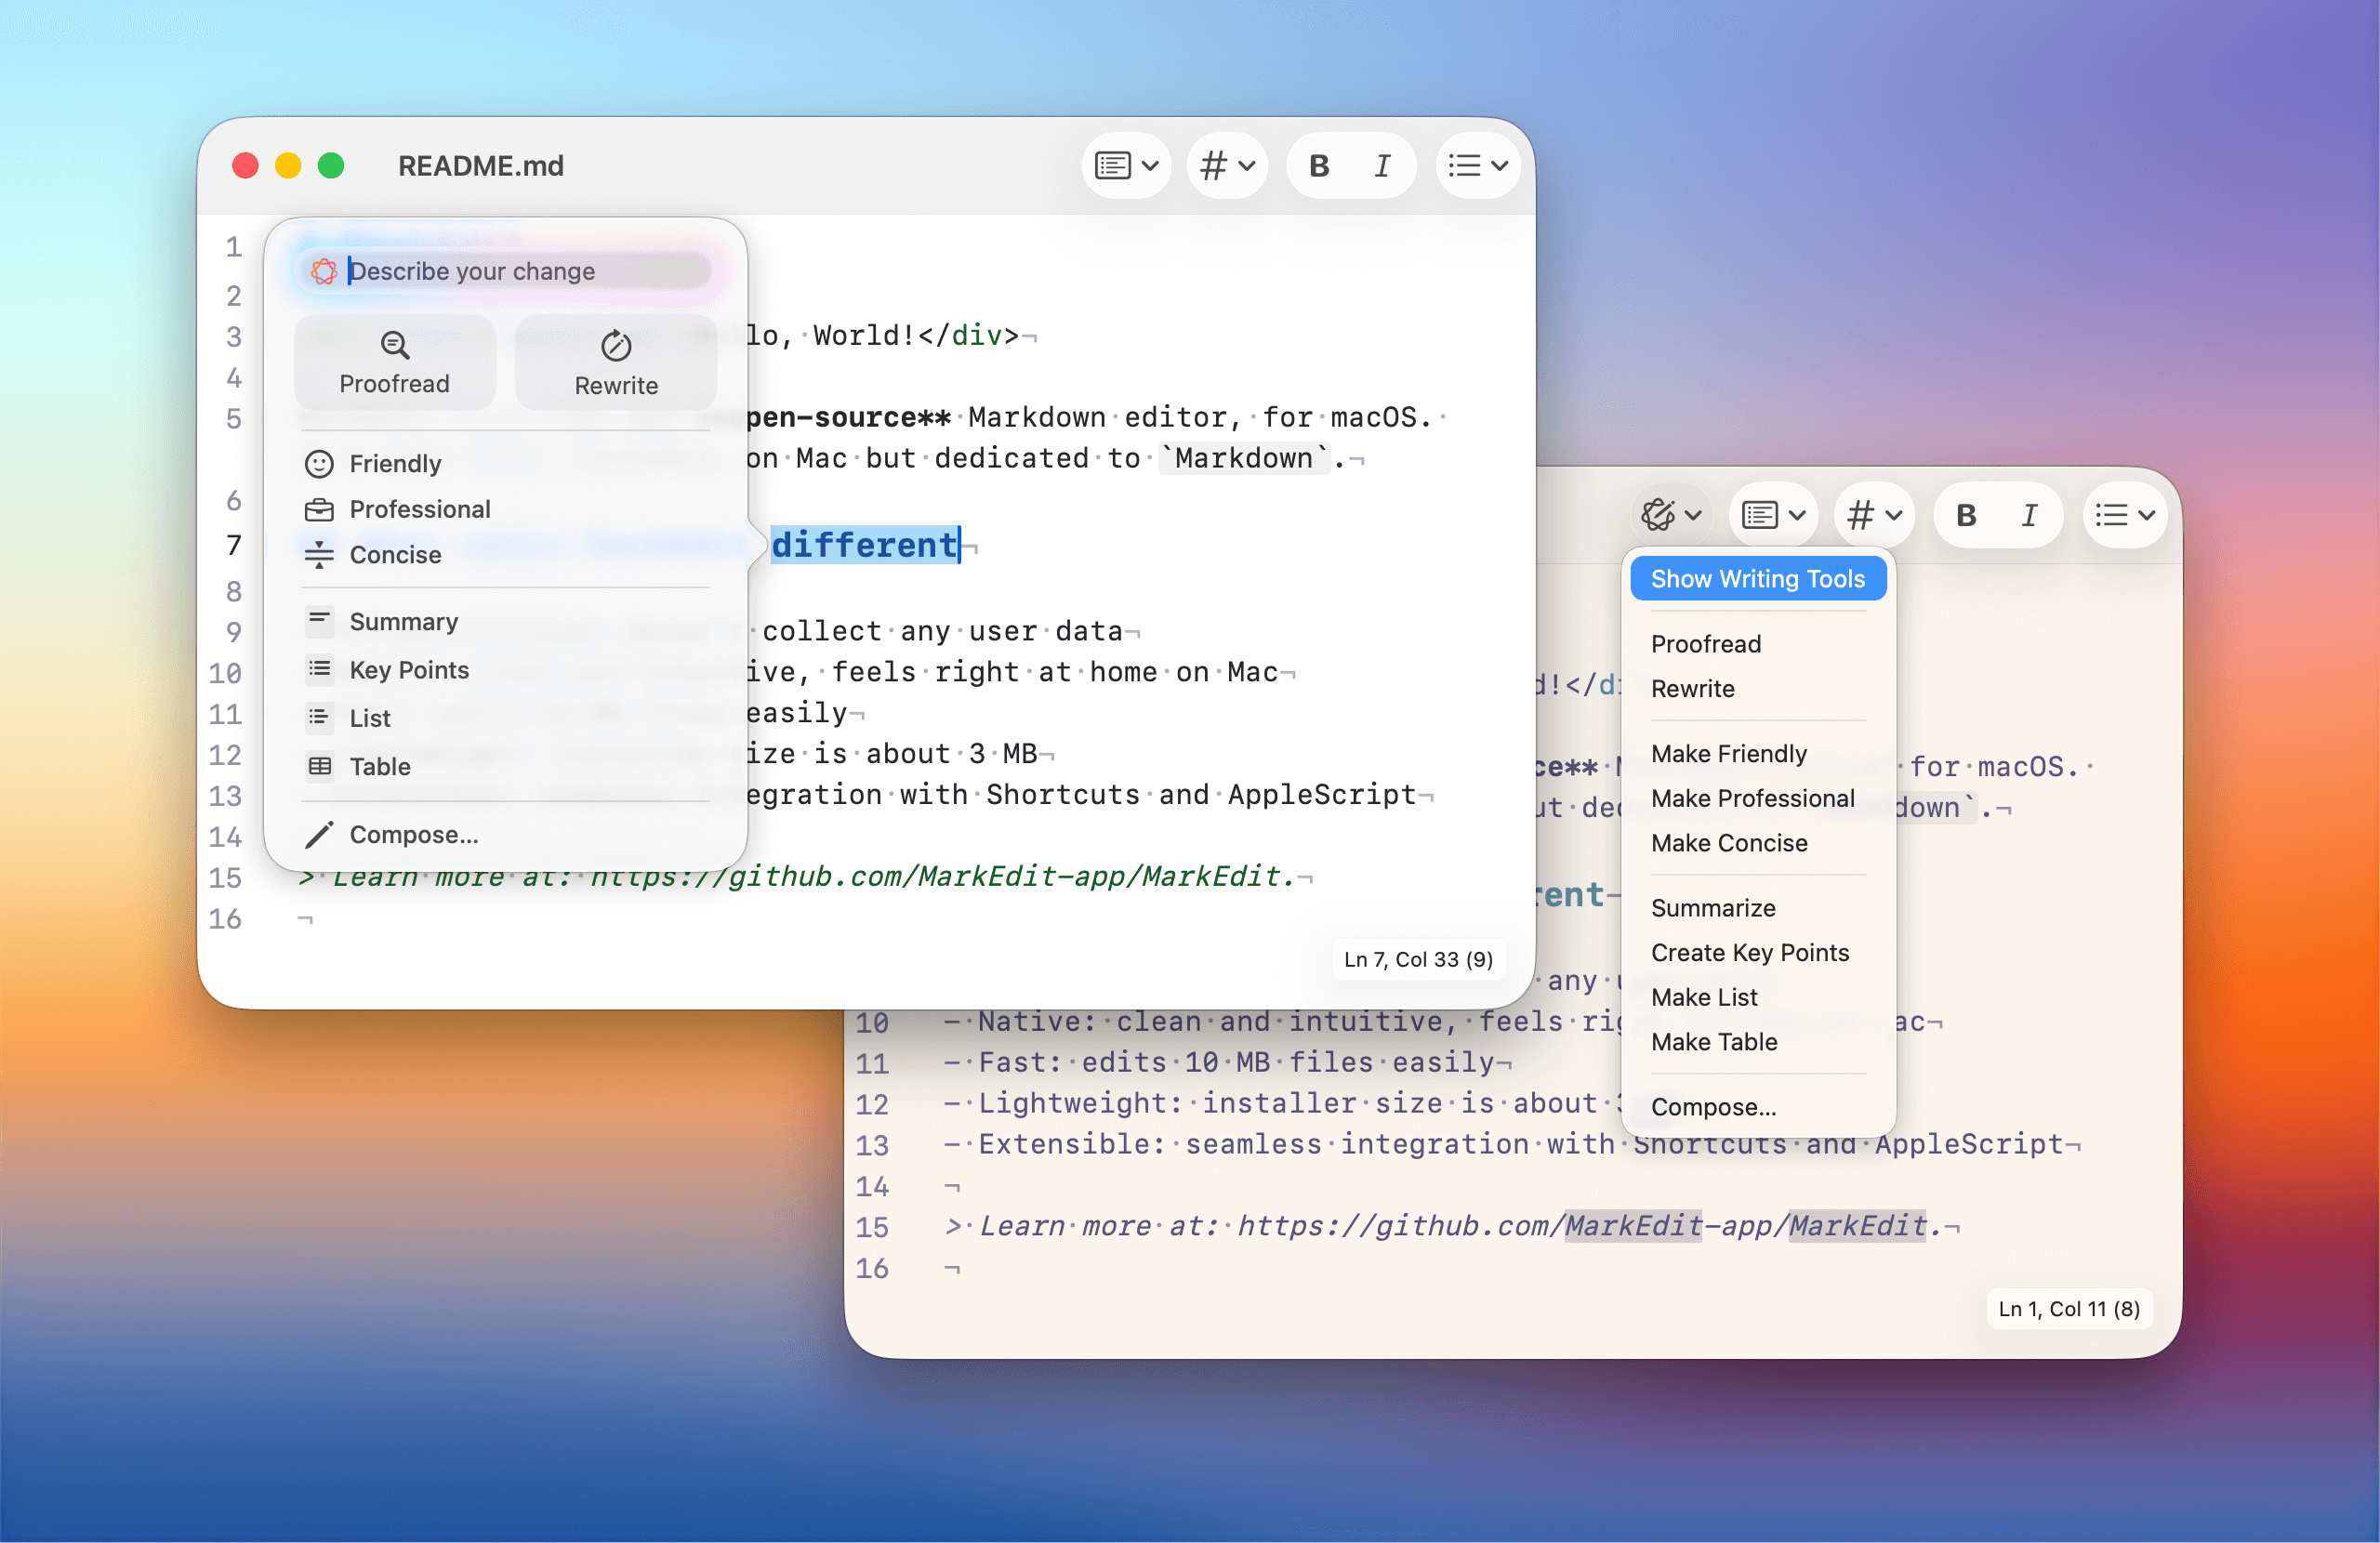 README.md
# B I
Describe your change
Proofread Rewrite
Friendly
Professional
Concise
Summary
Key Points
List
Table
Compose...
1
2
3 lo, World!</div>¬
4
5 open-source** Markdown editor, for macOS.
on Mac but dedicated to `Markdown`.¬
6
7 different¬
8
9 collect any user data¬
10 ive, feels right at home on Mac¬
11 easily¬
12 ize is about 3 MB¬
13 tegration with Shortcuts and AppleScript¬
14
15 > Learn more at: https://github.com/MarkEdit-app/MarkEdit.¬
16 ¬
Ln 7, Col 33 (9)
# B I
Show Writing Tools
Proofread
Rewrite
Make Friendly
Make Professional
Make Concise
Summarize
Create Key Points
Make List
Make Table
Compose...
d!</di
ce** for macOS.
ut down`.¬
rent
any
10 - Native: clean and intuitive, feels ac¬
11 - Fast: edits 10 MB files easily¬
12 - Lightweight: installer size is about
13 - Extensible: seamless integration with Shortcuts and AppleScript¬
14 ¬
15 > Learn more at: https://github.com/MarkEdit-app/MarkEdit.¬
16 ¬
Ln 1, Col 11 (8)